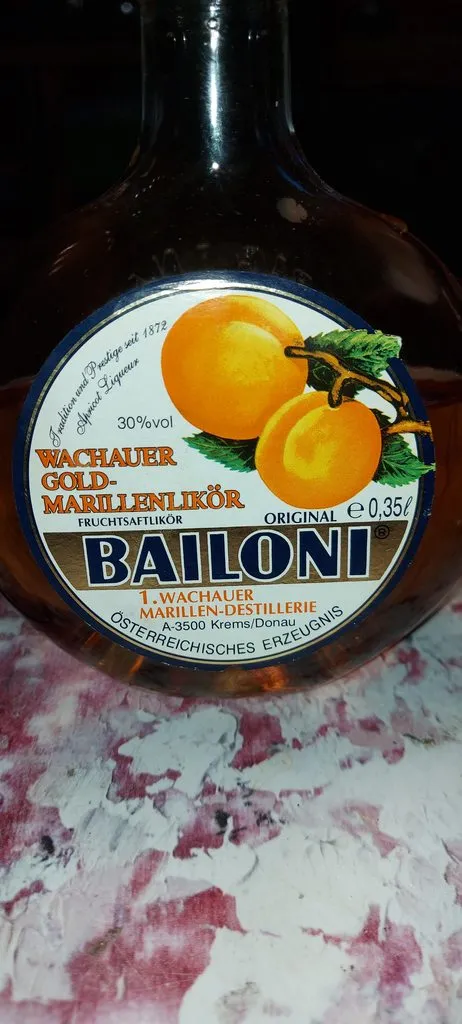 Tradition und Prestige seit 1872
Apricot Liqueur
30%vol
WACHAUER
GOLD-
MARILLENLIKÖR
FRUCHTSAFTLIKÖR
ORIGINAL ℮ 0,35ℓ
BAILONI®
1. WACHAUER
MARILLEN-DESTILLERIE
A-3500 Krems/Donau
ÖSTERREICHISCHES ERZEUGNIS